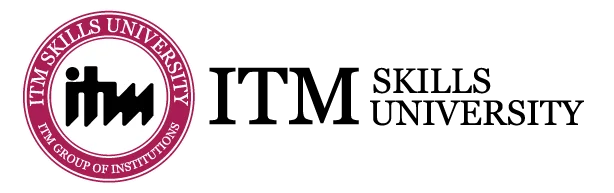 ITM SKILLS UNIVERSITY
itm
ITM GROUP OF INSTITUTIONS
ITM
SKILLS
UNIVERSITY